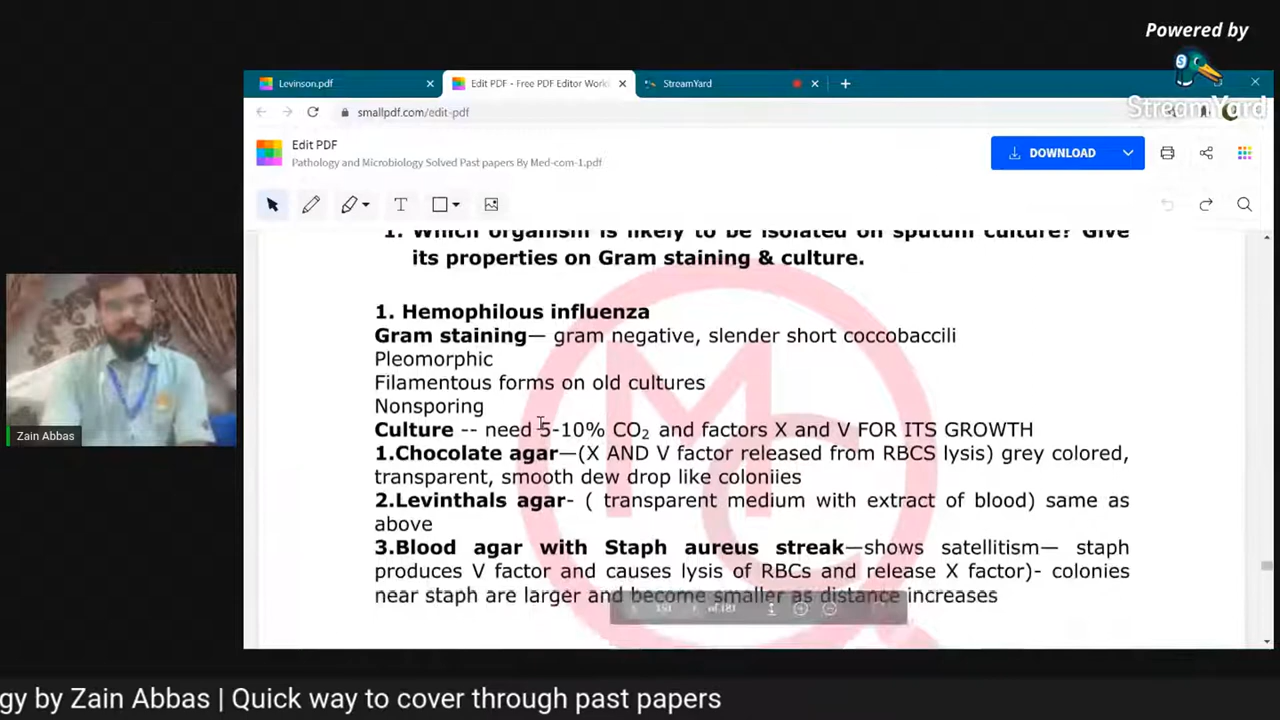 Powered by
StreamYard
Levinson.pdf
Edit PDF - Free PDF Editor Work
StreamYard
smallpdf.com/edit-pdf
Edit PDF
Pathology and Microbiology Solved Past papers By Med-com-1.pdf
DOWNLOAD
T
1. Which organism is likely to be isolated on sputum culture? Give
its properties on Gram staining & culture.
1. Hemophilous influenza
Gram staining— gram negative, slender short coccobaccili
Pleomorphic
Filamentous forms on old cultures
Nonsporing
Culture -- need 5-10% CO₂ and factors X and V FOR ITS GROWTH
1.Chocolate agar—(X AND V factor released from RBCS lysis) grey colored,
transparent, smooth dew drop like coloniies
2.Levinthals agar- ( transparent medium with extract of blood) same as
above
3.Blood agar with Staph aureus streak—shows satellitism— staph
produces V factor and causes lysis of RBCs and release X factor)- colonies
near staph are larger and become smaller as distance increases
Zain Abbas
gy by Zain Abbas | Quick way to cover through past papers